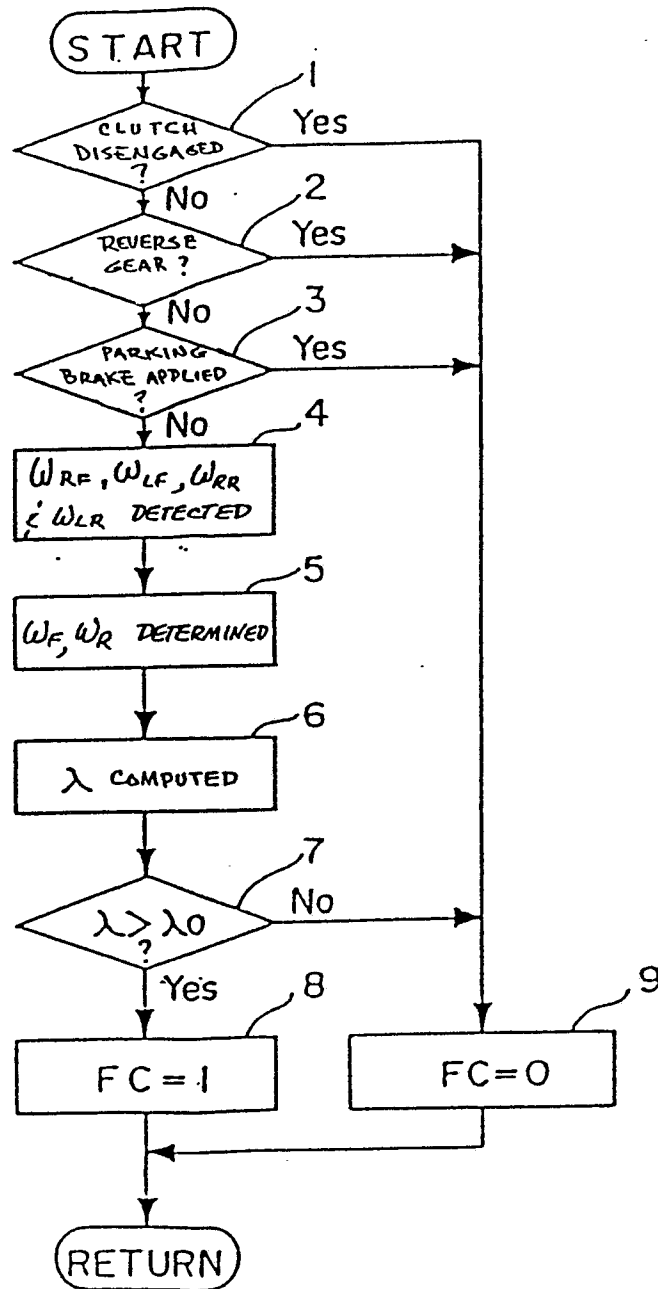 START
1
CLUTCH
DISENGAGED
?
Yes
No
2
REVERSE
GEAR ?
Yes
No
3
PARKING
BRAKE APPLIED
?
Yes
No
4
ωRF, ωLF, ωRR
& ωLR DETECTED
5
ωF, ωR DETERMINED
6
λ COMPUTED
7
λ > λ0
?
No
Yes
8
FC=1
9
FC=0
RETURN